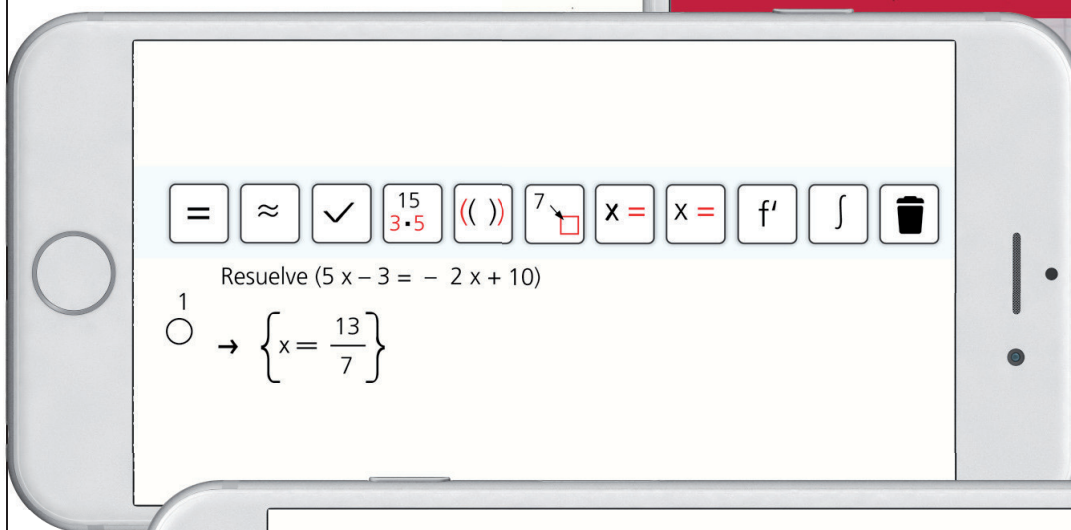 = ≈ ✓ 15 3·5 (( )) 7 x = x = f' ∫
Resuelve (5 x – 3 = – 2 x + 10)
1
→ {x = 13/7}